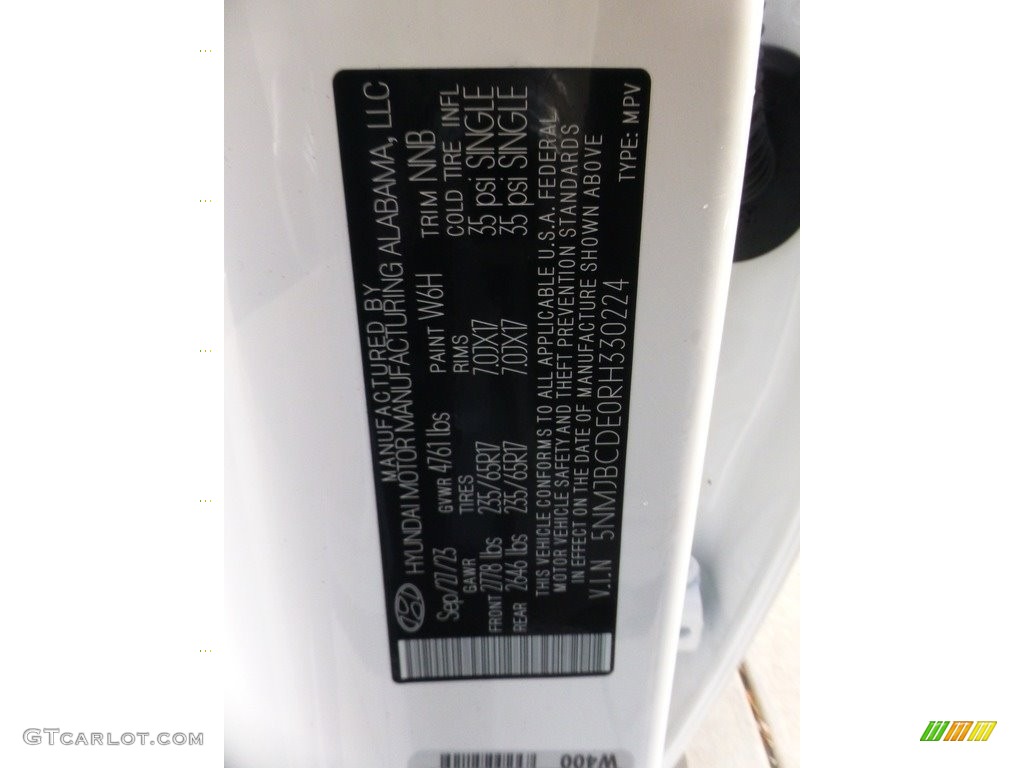 MANUFACTURED BY
HYUNDAI MOTOR MANUFACTURING ALABAMA, LLC
Sep/27/23 GVWR 4761 lbs PAINT W6H TRIM NNB
GAWR TIRES RIMS COLD TIRE INFL
FRONT 2778 lbs 235/65R17 7.0JX17 35 psi SINGLE
REAR 2646 lbs 235/65R17 7.0JX17 35 psi SINGLE
THIS VEHICLE CONFORMS TO ALL APPLICABLE U.S.A. FEDERAL
MOTOR VEHICLE SAFETY AND THEFT PREVENTION STANDARDS
IN EFFECT ON THE DATE OF MANUFACTURE SHOWN ABOVE
V.I.N 5NMJBCDE0RH330224 TYPE: MPV
W400
GTCARLOT.COM